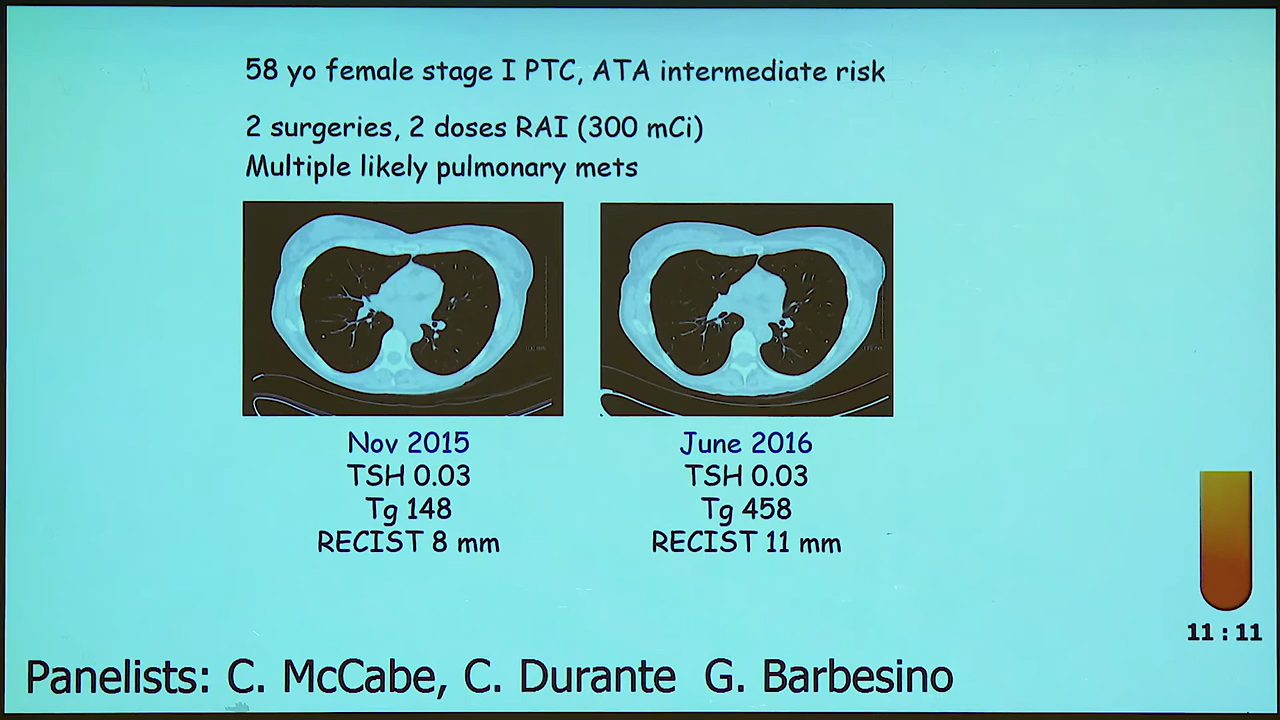 58 yo female stage I PTC, ATA intermediate risk
2 surgeries, 2 doses RAI (300 mCi)
Multiple likely pulmonary mets
Nov 2015
TSH 0.03
Tg 148
RECIST 8 mm
June 2016
TSH 0.03
Tg 458
RECIST 11 mm
11 : 11
Panelists: C. McCabe, C. Durante G. Barbesino